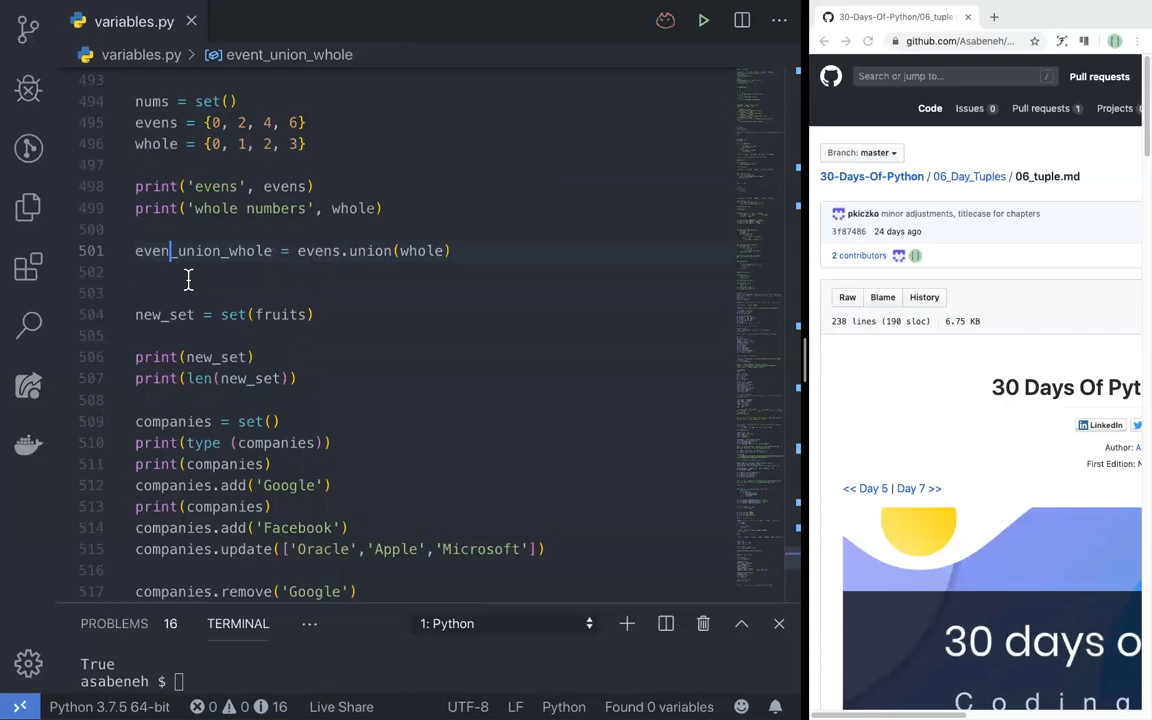 variables.py
variables.py > event_union_whole
493
494 nums = set()
495 evens = {0, 2, 4, 6}
496 whole = {0, 1, 2, 3}
497
498 print('evens', evens)
499 print('whole numbers', whole)
500
501 even_union_whole = evens.union(whole)
502
503
504 new_set = set(fruits)
505
506 print(new_set)
507 print(len(new_set))
508
509 companies = set()
510 print(type (companies))
511 print(companies)
512 companies.add('Google')
513 print(companies)
514 companies.add('Facebook')
515 companies.update(['Oracle','Apple','Microsoft'])
516
517 companies.remove('Google')
PROBLEMS 16 TERMINAL ··· 1: Python
True
asabeneh $
Python 3.7.5 64-bit 0 0 16 Live Share UTF-8 LF Python Found 0 variables
30-Days-Of-Python/06_tuple.
github.com/Asabeneh/...
Search or jump to... / Pull requests
Code Issues 0 Pull requests 1 Projects
Branch: master
30-Days-Of-Python / 06_Day_Tuples / 06_tuple.md
pkiczko minor adjustments, titlecase for chapters
3f87486 24 days ago
2 contributors
Raw Blame History
238 lines (190 sloc) 6.75 KB
30 Days Of Pyt
LinkedIn
Author: A
First Edition: N
<< Day 5 | Day 7 >>
30 days o
Coding